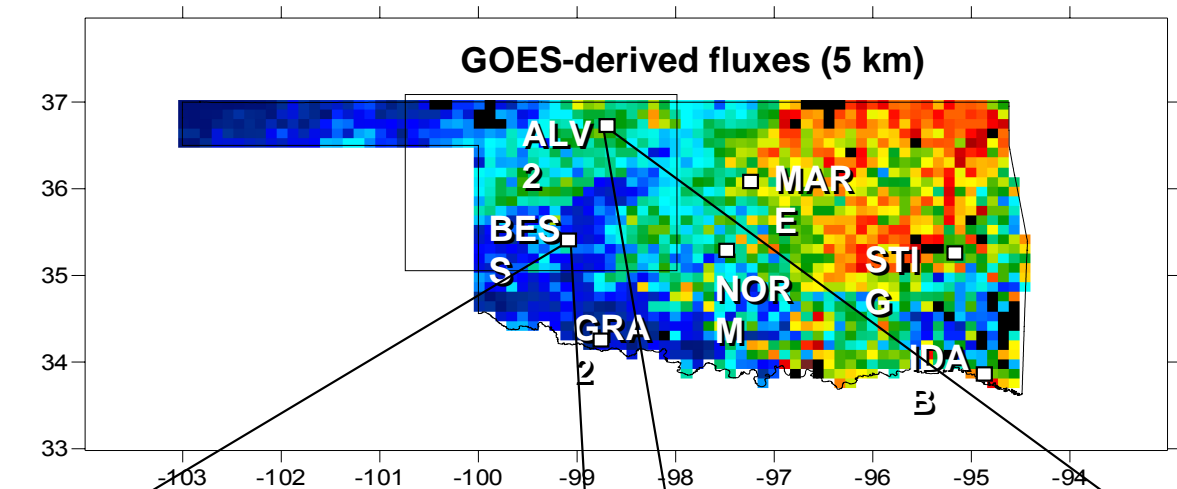 GOES-derived fluxes (5 km)
37
36
35
34
33
ALV
2
MAR
E
BES
S
STI
G
NOR
M
GRA
2
IDA
B
-103
-102
-101
-100
-99
-98
-97
-96
-95
-94